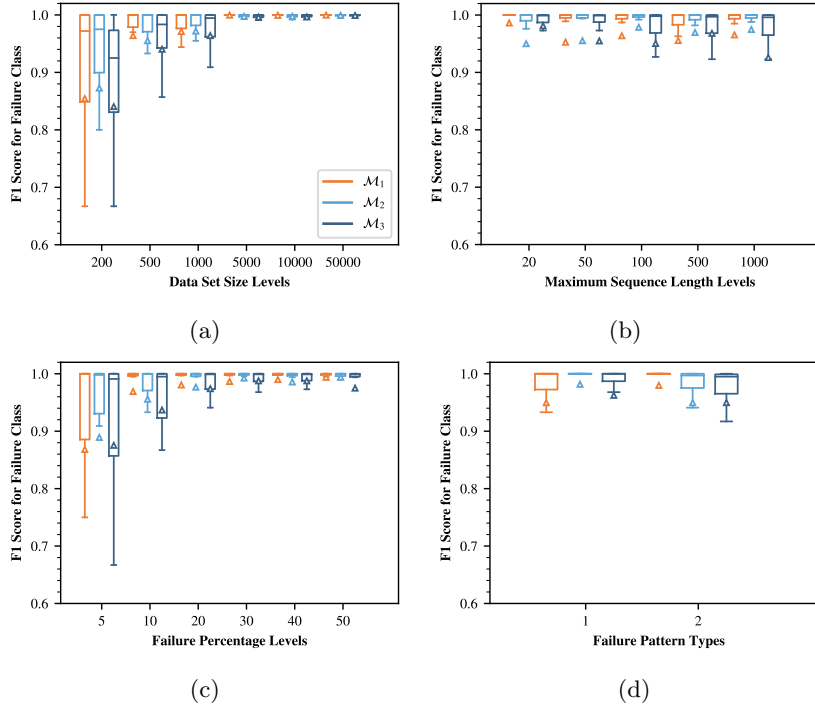 1.0
0.9
0.8
0.7
0.6
F1 Score for Failure Class
M1
M2
M3
200 500 1000 5000 10000 50000
Data Set Size Levels
(a)
1.0
0.9
0.8
0.7
0.6
F1 Score for Failure Class
20 50 100 500 1000
Maximum Sequence Length Levels
(b)
1.0
0.9
0.8
0.7
0.6
F1 Score for Failure Class
5 10 20 30 40 50
Failure Percentage Levels
(c)
1.0
0.9
0.8
0.7
0.6
F1 Score for Failure Class
1 2
Failure Pattern Types
(d)